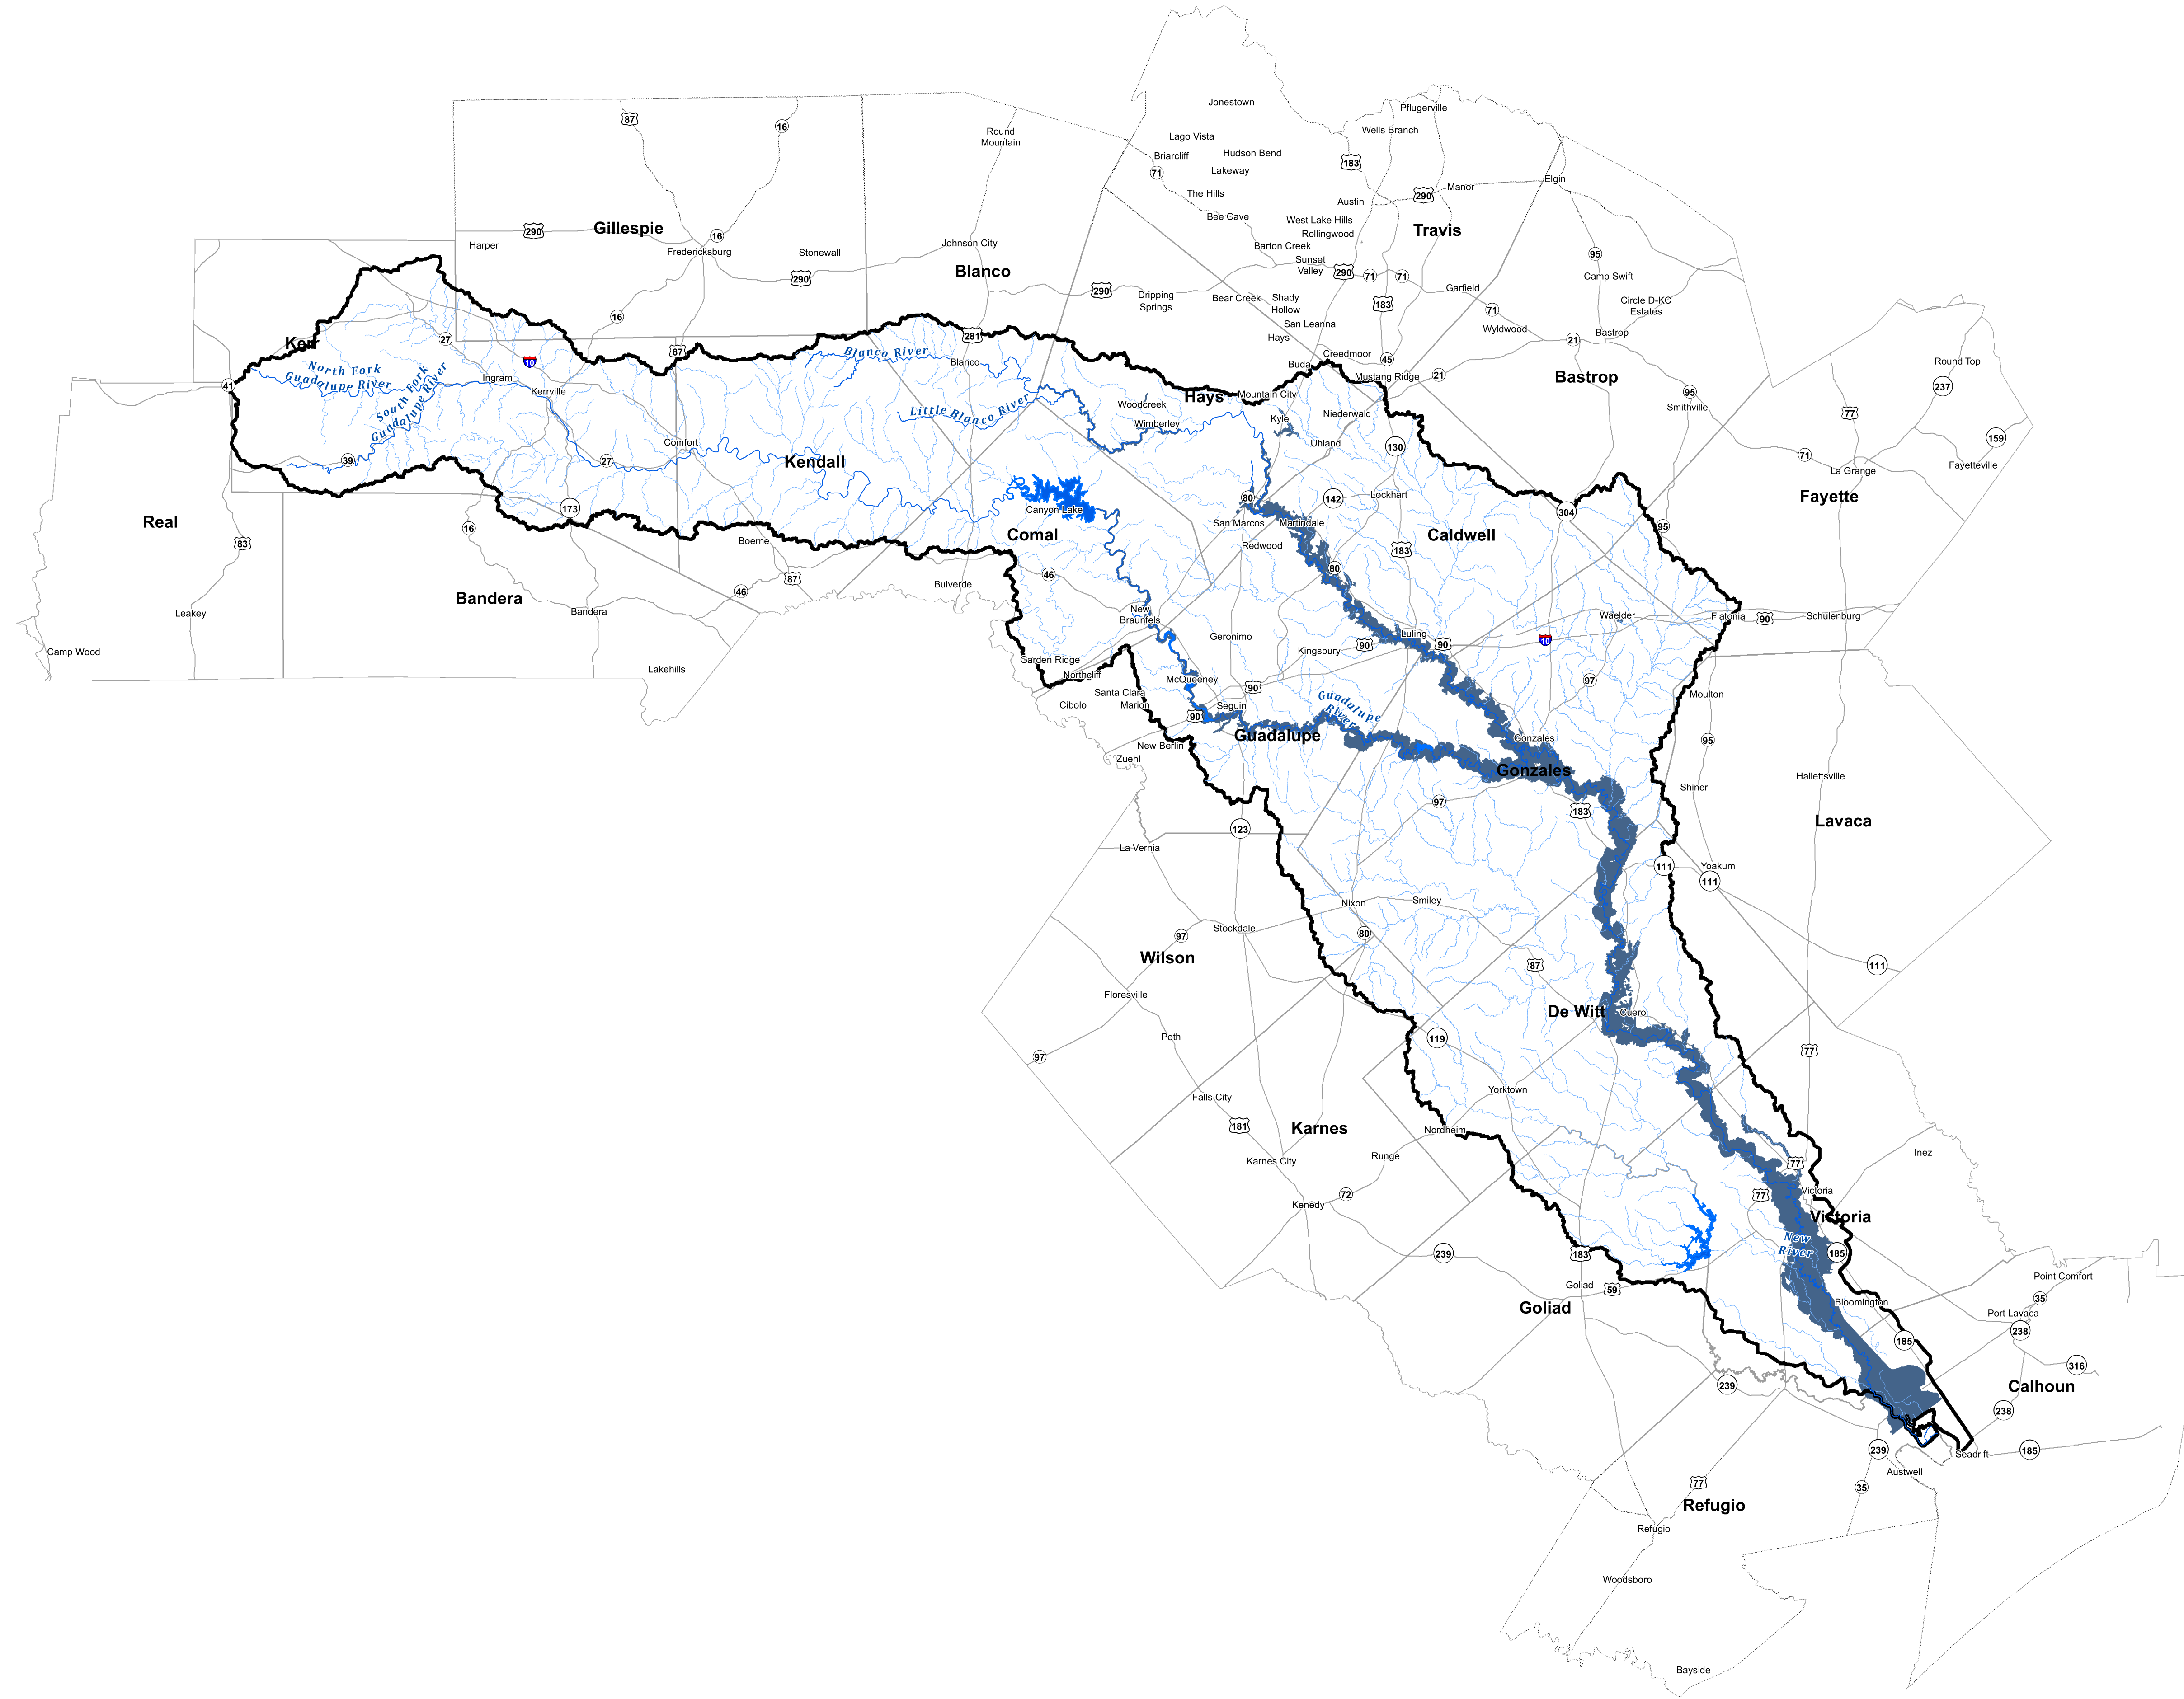 Jonestown
Pflugerville
87
16
Wells Branch
Round
Mountain
Lago Vista
Briarcliff
Hudson Bend
183
71
Lakeway
Elgin
The Hills
290
Manor
Austin
Bee Cave
West Lake Hills
Rollingwood
Travis
290
Gillespie
16
Harper
Fredericksburg
Stonewall
Johnson City
Barton Creek
Sunset
Valley
95
Blanco
290
290
71
71
Camp Swift
290
Dripping
Springs
Bear Creek
Shady
Hollow
183
Garfield
71
Circle D-KC
Estates
16
San Leanna
Hays
Wyldwood
Bastrop
21
281
Kerr
27
87
Blanco River
Blanco
Creedmoor
45
Buda
Round Top
10
North Fork
Guadalupe River
South Fork
Guadalupe River
Mustang Ridge
21
Bastrop
237
41
Ingram
Kerrville
Hays
Mountain City
95
Smithville
Woodcreek
Little Blanco River
Wimberley
Kyle
Niederwald
77
Uhland
159
Comfort
130
39
27
Kendall
71
La Grange
Fayetteville
Fayette
80
142
Lockhart
173
Canyon Lake
San Marcos
Martindale
304
Real
16
95
83
Boerne
Comal
Redwood
183
Caldwell
80
46
87
Bulverde
46
Bandera
Leakey
Bandera
New
Braunfels
Waelder
Flatonia
90
Schulenburg
Geronimo
Luling
90
90
10
Camp Wood
Lakehills
Garden Ridge
Northcliff
Kingsbury
McQueeney
90
97
Santa Clara
Marion
Cibolo
Moulton
Guadalupe
River
90
Seguin
Guadalupe
New Berlin
Zuehl
Gonzales
95
Gonzales
Hallettsville
Shiner
97
183
123
Lavaca
La Vernia
111
Yoakum
111
Nixon
Smiley
Stockdale
97
80
Wilson
87
111
Floresville
De Witt
Cuero
Poth
119
97
77
Yorktown
Falls City
181
Karnes
Nordheim
Karnes City
Runge
77
Inez
72
Kenedy
77
Victoria
Victoria
New
River
239
183
185
Goliad
59
Point Comfort
Goliad
Bloomington
35
Port Lavaca
238
185
316
239
Calhoun
238
239
Seadrift
185
Austwell
77
35
Refugio
Refugio
Woodsboro
Bayside